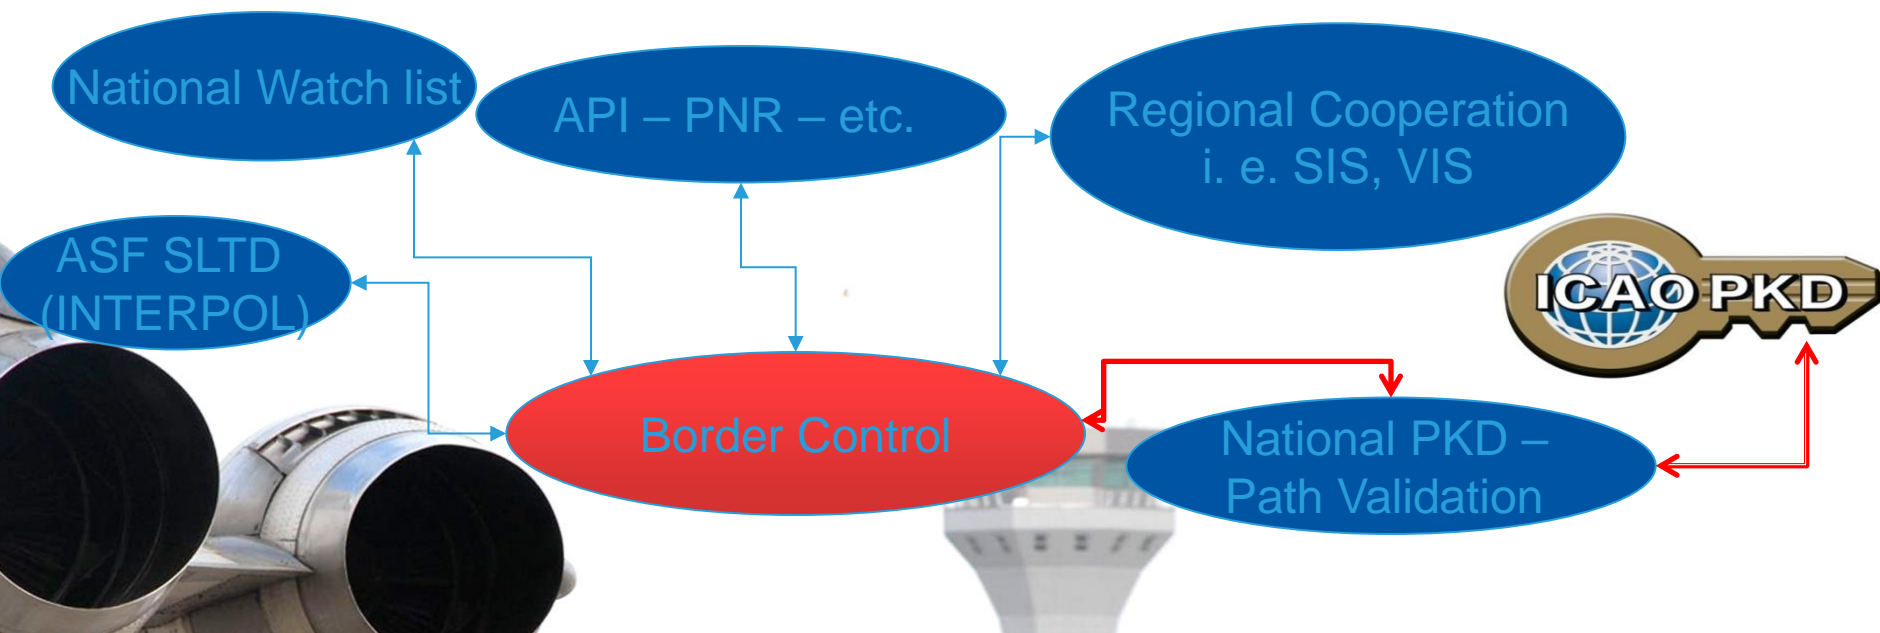 National Watch list
API – PNR – etc.
Regional Cooperation
i. e. SIS, VIS
ASF SLTD
(INTERPOL)
ICAO PKD
Border Control
National PKD –
Path Validation